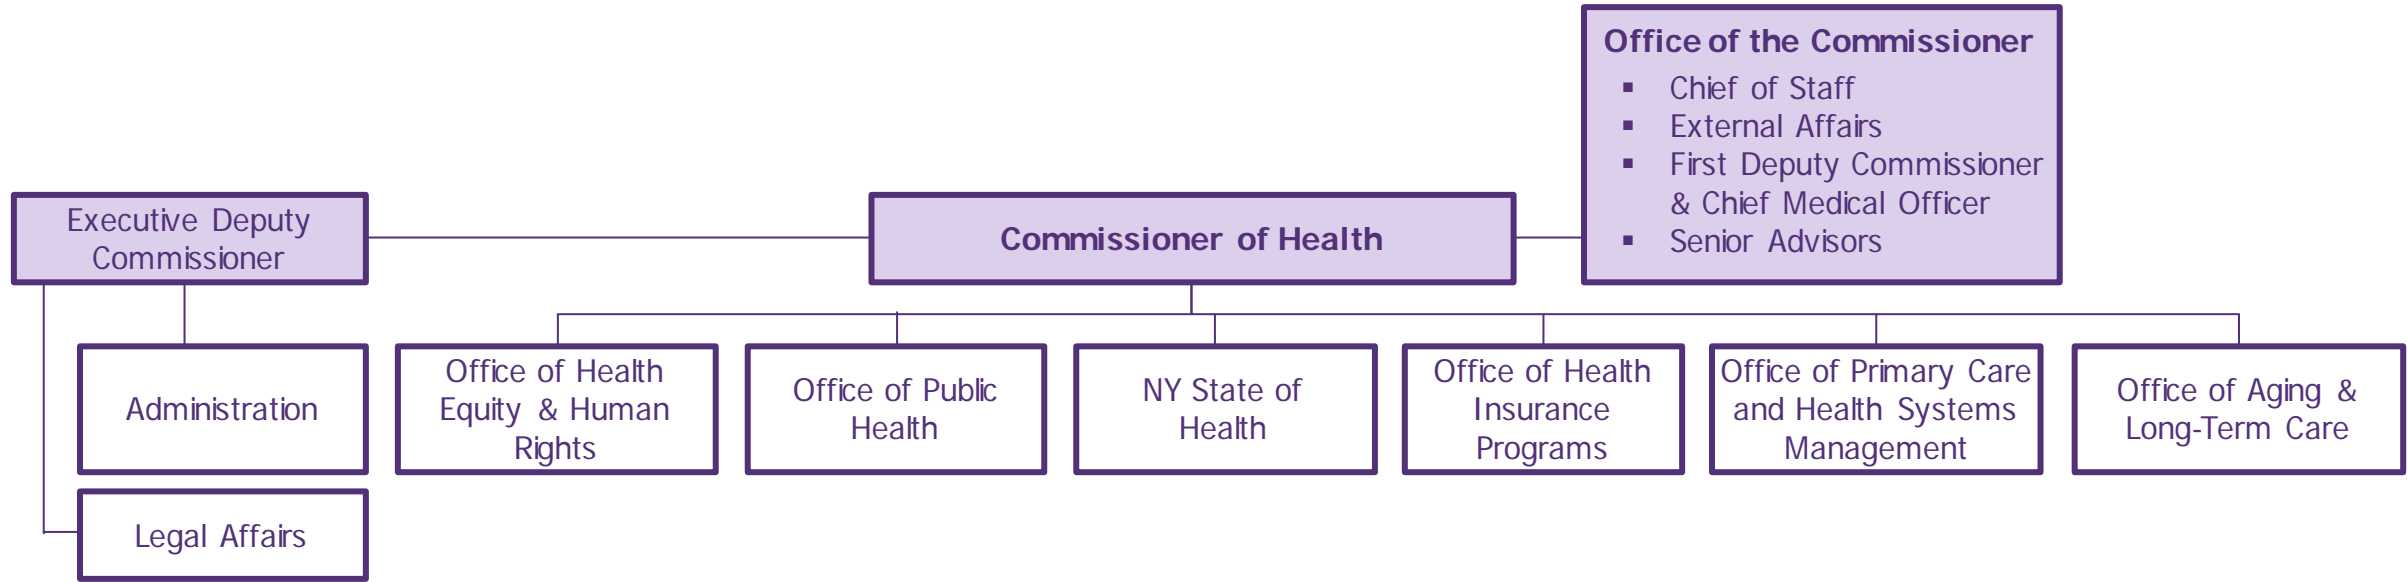 Office of the Commissioner
▪ Chief of Staff
▪ External Affairs
▪ First Deputy Commissioner
& Chief Medical Officer
▪ Senior Advisors
Executive Deputy
Commissioner
Commissioner of Health
Administration
Office of Health
Equity & Human
Rights
Office of Public
Health
NY State of
Health
Office of Health
Insurance
Programs
Office of Primary Care
and Health Systems
Management
Office of Aging &
Long-Term Care
Legal Affairs